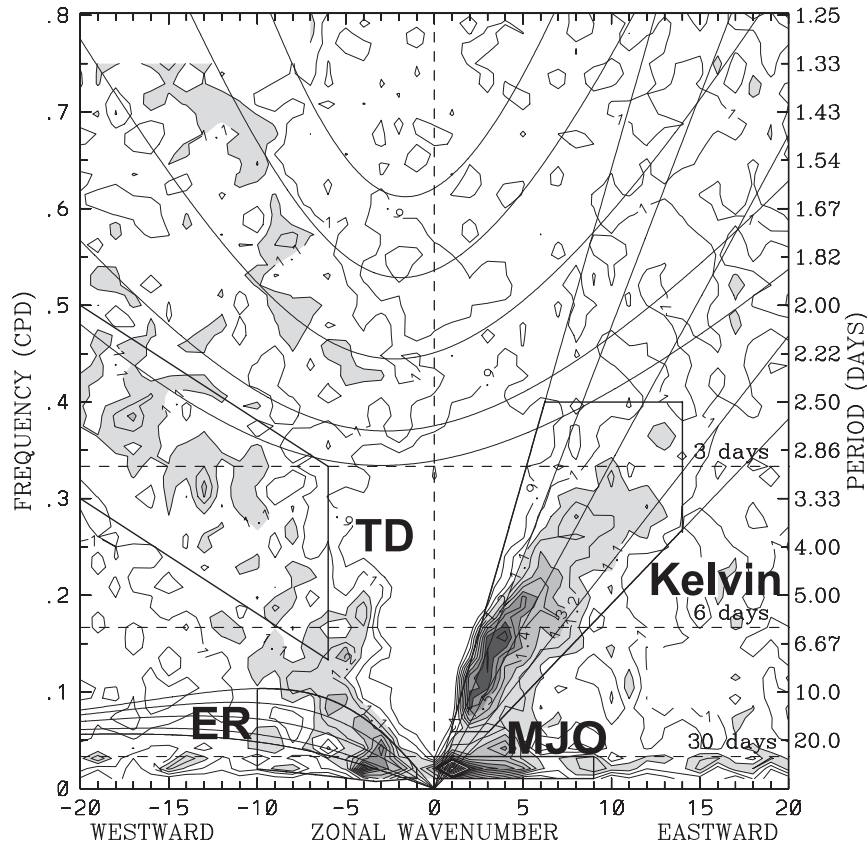 .8
1.25
1.33
.7
1.43
1.54
.6
1.67
1.82
.5
2.00
FREQUENCY (CPD)
PERIOD (DAYS)
2.22
.4
2.50
2.86
3 days
.3
3.33
TD
4.00
Kelvin
.2
5.00
6 days
6.67
.1
10.0
ER
MJO
30 days
20.0
0
-20 -15 -10 -5 0 5 10 15 20
WESTWARD ZONAL WAVENUMBER EASTWARD